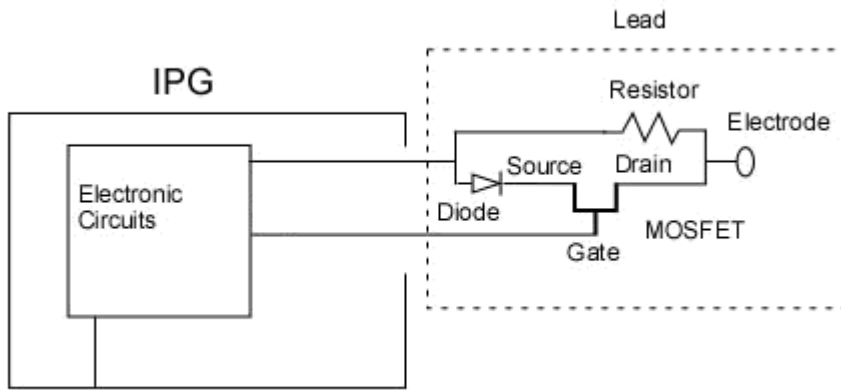 Lead
IPG
Resistor
Electrode
Source
Drain
Electronic
Circuits
Diode
MOSFET
Gate